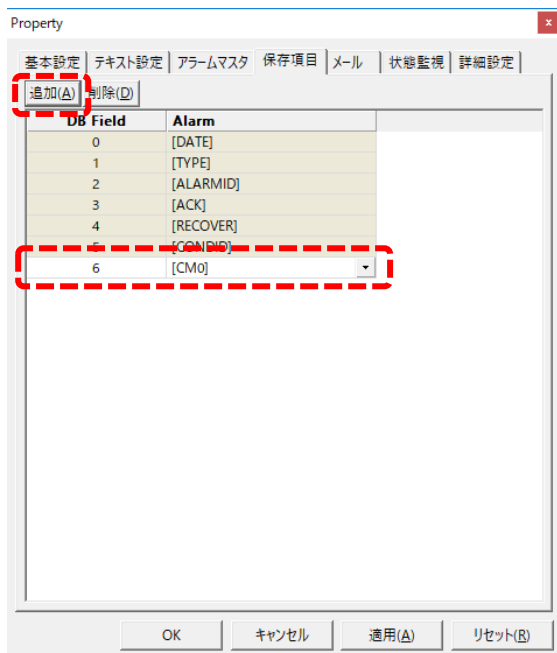 Property x
基本設定 テキスト設定 アラームマスタ 保存項目 メール 状態監視 詳細設定
追加(A) 削除(D)
DB Field Alarm
0 [DATE]
1 [TYPE]
2 [ALARMID]
3 [ACK]
4 [RECOVER]
5 [CONDID]
6 [CM0]
OK キャンセル 適用(A) リセット(R)